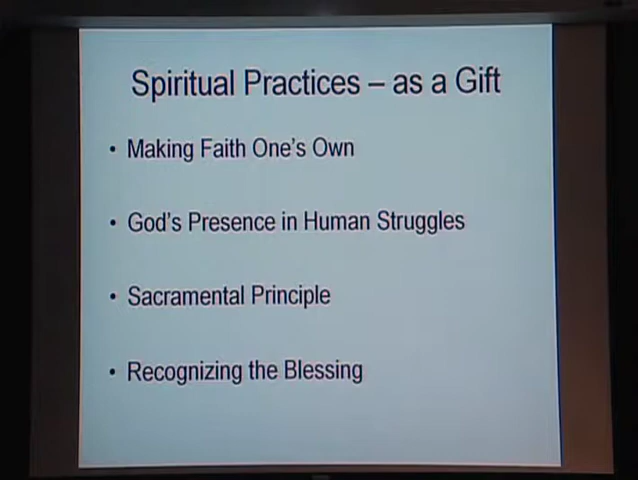 Spiritual Practices – as a Gift
• Making Faith One's Own
• God's Presence in Human Struggles
• Sacramental Principle
• Recognizing the Blessing